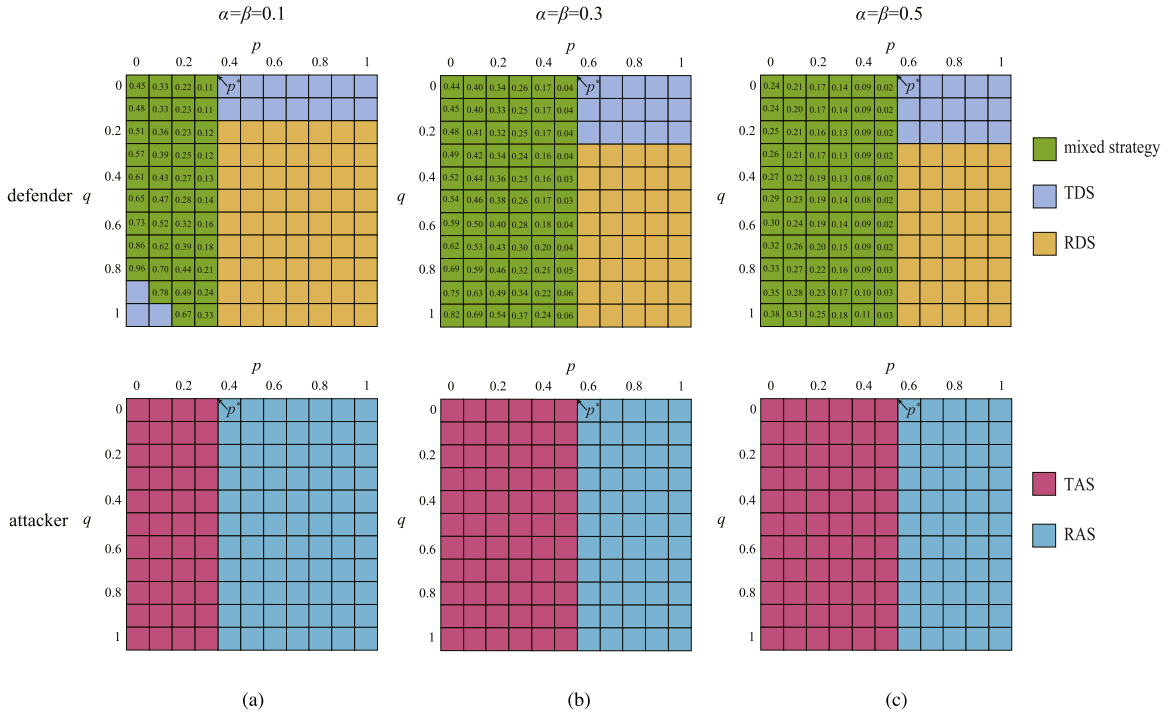 α=β=0.1 α=β=0.3 α=β=0.5
p p p
0 0.2 0.4 0.6 0.8 1 0 0.2 0.4 0.6 0.8 1 0 0.2 0.4 0.6 0.8 1
p* p* p*
0 0.45 0.33 0.22 0.11 0 0.44 0.40 0.34 0.26 0.17 0.04 0 0.24 0.21 0.17 0.14 0.09 0.02
0.48 0.33 0.23 0.11 0.45 0.40 0.33 0.25 0.17 0.04 0.24 0.20 0.17 0.14 0.09 0.02
0.2 0.51 0.36 0.23 0.12 0.2 0.48 0.41 0.32 0.25 0.17 0.04 0.2 0.25 0.21 0.16 0.13 0.09 0.02
mixed strategy
0.57 0.39 0.25 0.12 0.49 0.42 0.34 0.24 0.16 0.04 0.26 0.21 0.17 0.13 0.09 0.02
0.4 0.61 0.43 0.27 0.13 0.4 0.52 0.44 0.36 0.25 0.16 0.03 0.4 0.27 0.22 0.19 0.13 0.08 0.02
TDS
defender q 0.65 0.47 0.28 0.14 q 0.54 0.46 0.38 0.26 0.17 0.03 q 0.29 0.23 0.19 0.14 0.08 0.02
0.6 0.73 0.52 0.32 0.16 0.6 0.59 0.50 0.40 0.28 0.18 0.04 0.6 0.30 0.24 0.19 0.14 0.09 0.02
RDS
0.86 0.62 0.39 0.18 0.62 0.53 0.43 0.30 0.20 0.04 0.32 0.26 0.20 0.15 0.09 0.02
0.8 0.96 0.70 0.44 0.21 0.8 0.69 0.59 0.46 0.32 0.21 0.05 0.8 0.33 0.27 0.22 0.16 0.09 0.03
0.78 0.49 0.24 0.75 0.63 0.49 0.34 0.22 0.06 0.35 0.28 0.23 0.17 0.10 0.03
1 0.67 0.33 1 0.82 0.69 0.54 0.37 0.24 0.06 1 0.38 0.31 0.25 0.18 0.11 0.03
p p p
0 0.2 0.4 0.6 0.8 1 0 0.2 0.4 0.6 0.8 1 0 0.2 0.4 0.6 0.8 1
0 p* 0 p* 0 p*
0.2 0.2 0.2
TAS
0.4 0.4 0.4
attacker q q q
RAS
0.6 0.6 0.6
0.8 0.8 0.8
1 1 1
(a) (b) (c)